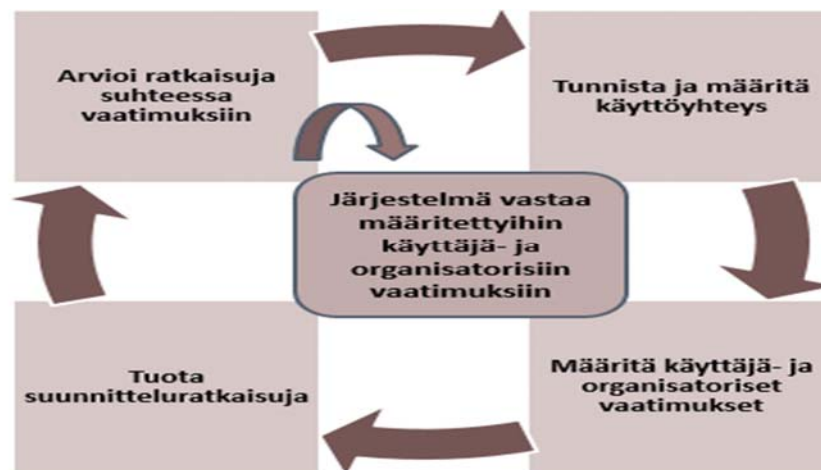 Arvioi ratkaisuja
suhteessa
vaatimuksiin
Tunnista ja määritä
käyttöyhteys
Järjestelmä vastaa
määritettyihin
käyttäjä- ja
organisatorisiin
vaatimuksiin
Tuota
suunnitteluratkaisuja
Määritä käyttäjä- ja
organisatoriset
vaatimukset